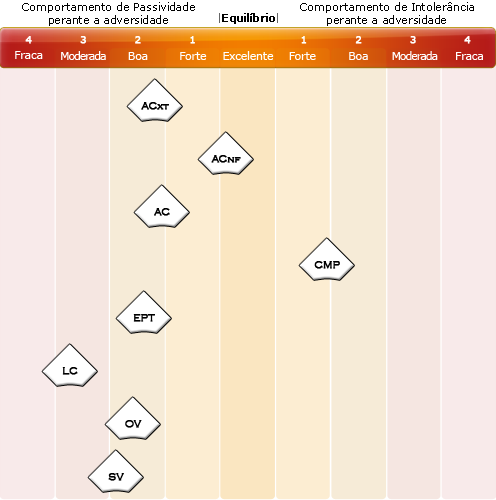 Comportamento de Passividade
perante a adversidade
|Equilíbrio|
Comportamento de Intolerância
perante a adversidade
4 3 2 1 1 2 3 4
Fraca Moderada Boa Forte Excelente Forte Boa Moderada Fraca
ACXT
ACNF
AC
CMP
EPT
LC
OV
SV